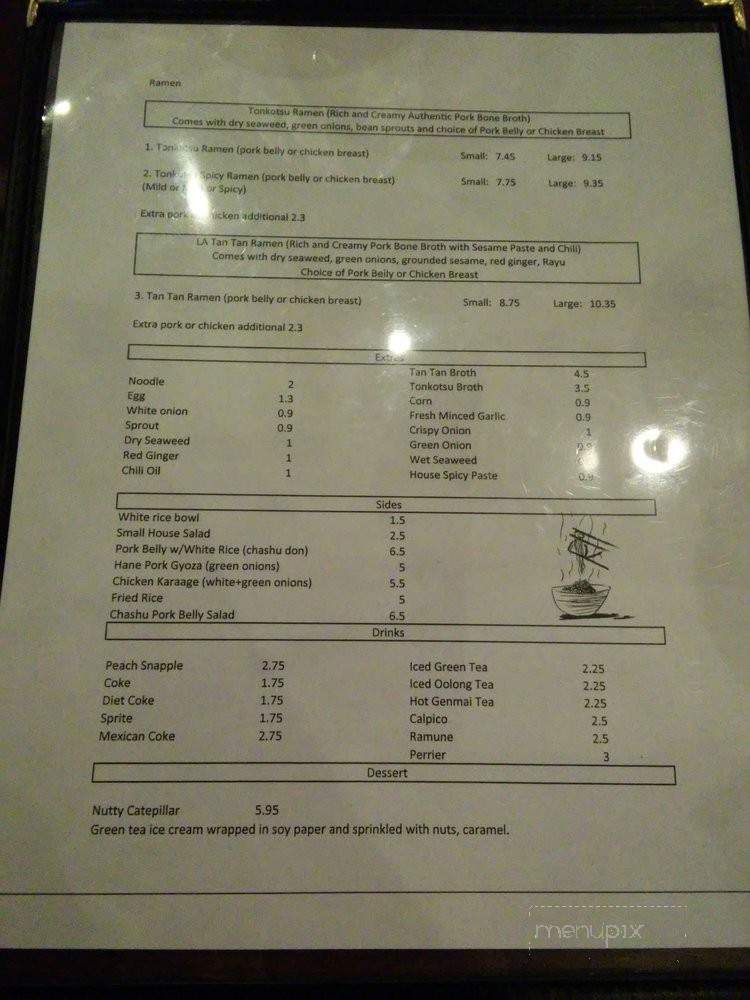 Ramen
Tonkotsu Ramen (Rich and Creamy Authentic Pork Bone Broth)
Comes with dry seaweed, green onions, bean sprouts and choice of Pork Belly or Chicken Breast
1. Tonkotsu Ramen (pork belly or chicken breast) Small: 7.45 Large: 9.15
2. Tonkotsu Spicy Ramen (pork belly or chicken breast) Small: 7.75 Large: 9.35
(Mild or or Spicy)
Extra pork chicken additional 2.3
LA Tan Tan Ramen (Rich and Creamy Pork Bone Broth with Sesame Paste and Chili)
Comes with dry seaweed, green onions, grounded sesame, red ginger, Rayu
Choice of Pork Belly or Chicken Breast
3. Tan Tan Ramen (pork belly or chicken breast) Small: 8.75 Large: 10.35
Extra pork or chicken additional 2.3
Extras
Noodle 2
Egg 1.3
White onion 0.9
Sprout 0.9
Dry Seaweed 1
Red Ginger 1
Chili Oil 1
Tan Tan Broth 4.5
Tonkotsu Broth 3.5
Corn 0.9
Fresh Minced Garlic 0.9
Crispy Onion 1
Green Onion 0.9
Wet Seaweed
House Spicy Paste 0.9
Sides
White rice bowl 1.5
Small House Salad 2.5
Pork Belly w/White Rice (chashu don) 6.5
Hane Pork Gyoza (green onions) 5
Chicken Karaage (white+green onions) 5.5
Fried Rice 5
Chashu Pork Belly Salad 6.5
Drinks
Peach Snapple 2.75
Coke 1.75
Diet Coke 1.75
Sprite 1.75
Mexican Coke 2.75
Iced Green Tea 2.25
Iced Oolong Tea 2.25
Hot Genmai Tea 2.25
Calpico 2.5
Ramune 2.5
Perrier 3
Dessert
Nutty Catepillar 5.95
Green tea ice cream wrapped in soy paper and sprinkled with nuts, caramel.
menupix